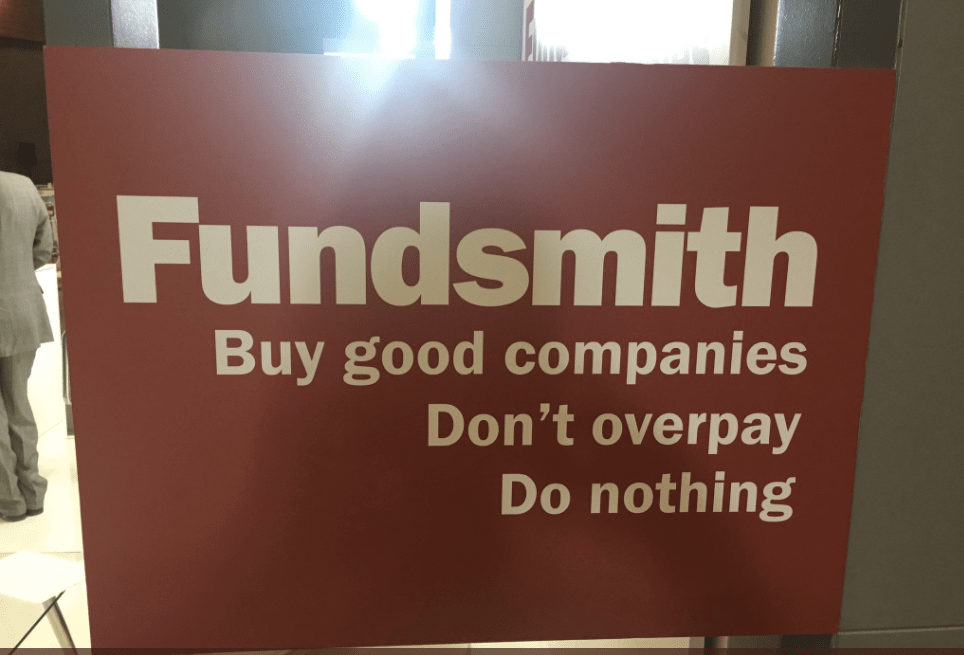 Fundsmith
Buy good companies
Don’t overpay
Do nothing